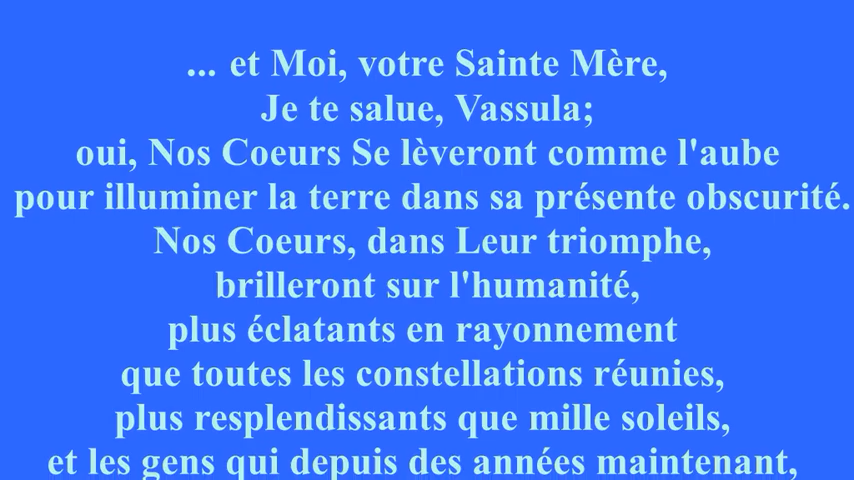 ... et Moi, votre Sainte Mère,
Je te salue, Vassula;
oui, Nos Coeurs Se lèveront comme l'aube
pour illuminer la terre dans sa présente obscurité.
Nos Coeurs, dans Leur triomphe,
brilleront sur l'humanité,
plus éclatants en rayonnement
que toutes les constellations réunies,
plus resplendissants que mille soleils,
et les gens qui depuis des années maintenant,